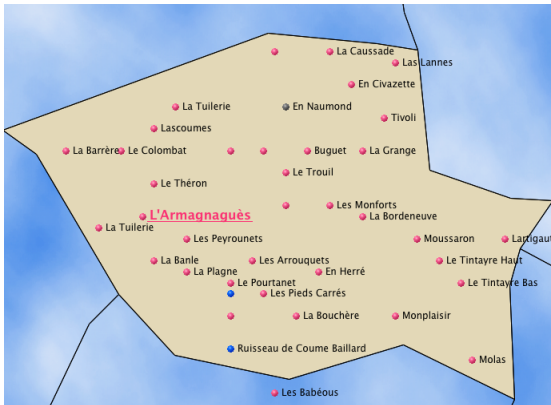 La Caussade
Las Lannes
En Civazette
La Tuilerie
En Naumond
Tivoli
Lascoumes
La Barrère
Le Colombat
Buguet
La Grange
Le Trouil
Le Théron
Les Monforts
L'Armagnaguès
La Bordeneuve
La Tuilerie
Les Peyrounets
Moussaron
Lartigaut
La Banle
Les Arrouquets
Le Tintayre Haut
La Plagne
En Herré
Le Pourtanet
Le Tintayre Bas
Les Pieds Carrés
La Bouchère
Monplaisir
Ruisseau de Coume Baillard
Molas
Les Babéous